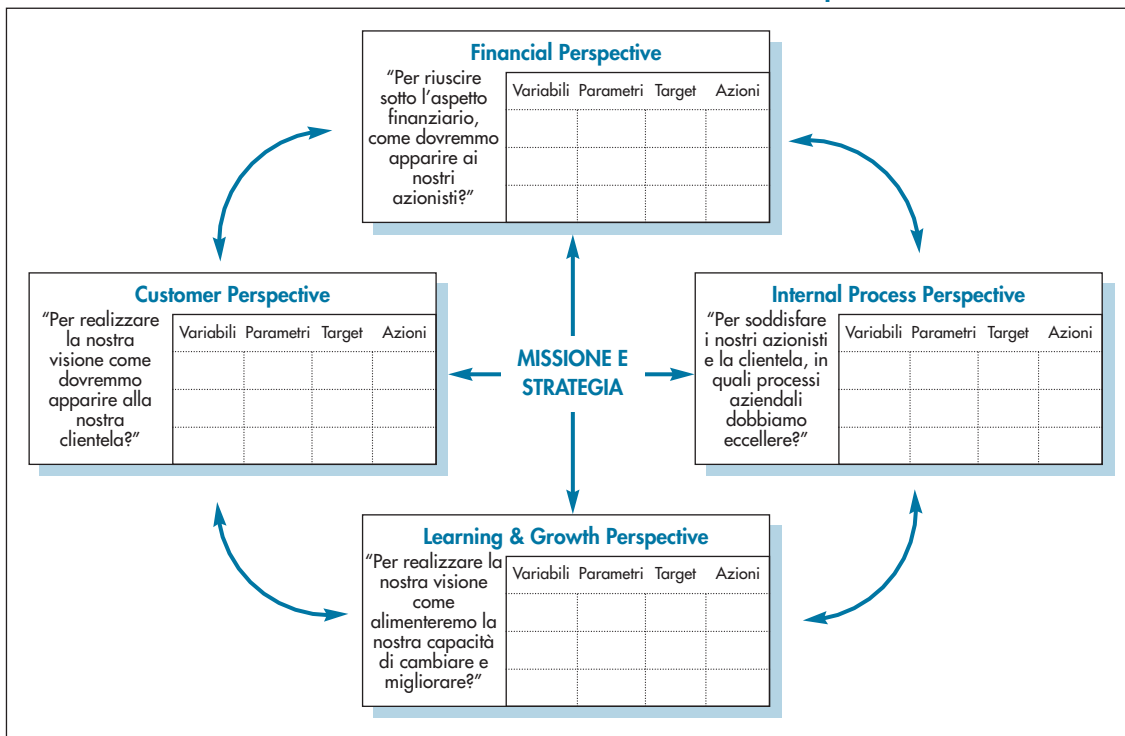 Financial Perspective
“Per riuscire
sotto l’aspetto
finanziario,
come dovremmo
apparire ai
nostri
azionisti?”
Variabili Parametri Target Azioni
Customer Perspective
“Per realizzare
la nostra
visione come
dovremmo
apparire alla
nostra
clientela?”
Variabili Parametri Target Azioni
MISSIONE E
STRATEGIA
Internal Process Perspective
“Per soddisfare
i nostri azionisti
e la clientela, in
quali processi
aziendali
dobbiamo
eccellere?”
Variabili Parametri Target Azioni
Learning & Growth Perspective
“Per realizzare la
nostra visione
come
alimenteremo la
nostra capacità
di cambiare e
migliorare?”
Variabili Parametri Target Azioni